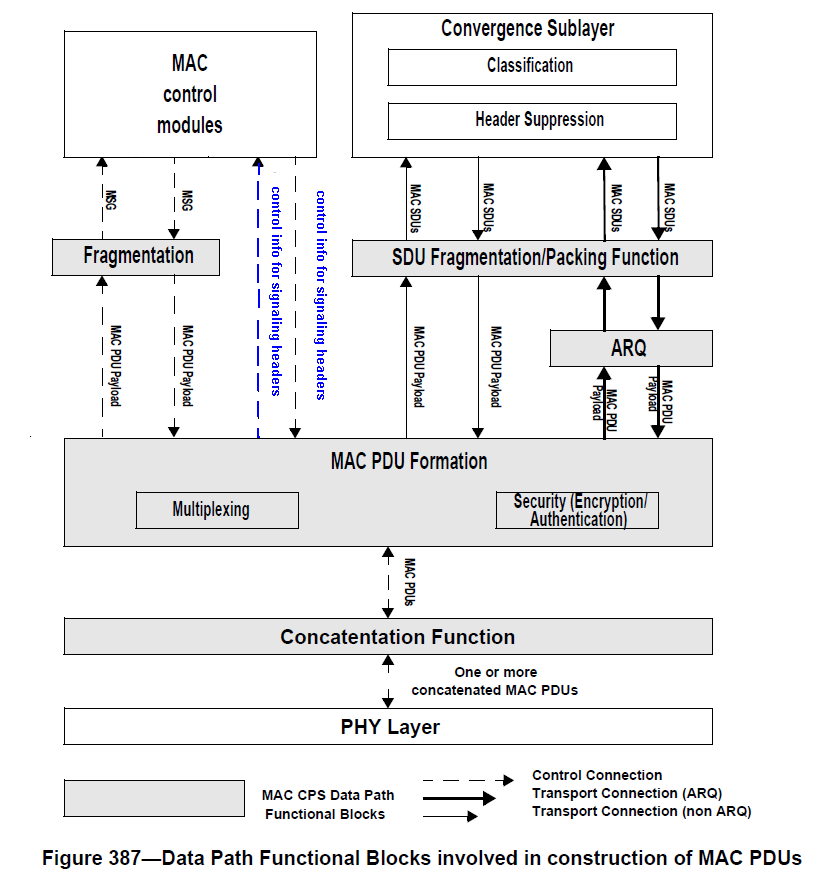 MAC
control
modules
Convergence Sublayer
Classification
Header Suppression
MSG
MSG
control info for signaling headers
control info for signaling headers
MAC SDUs
MAC SDUs
MAC SDUs
MAC SDUs
Fragmentation
SDU Fragmentation/Packing Function
MAC PDU Payload
MAC PDU Payload
MAC PDU Payload
MAC PDU Payload
ARQ
MAC PDU
Payload
MAC PDU
Payload
MAC PDU Formation
Multiplexing
Security (Encryption/
Authentication)
MAC PDUs
Concatentation Function
One or more
concatenated MAC PDUs
PHY Layer
MAC CPS Data Path
Functional Blocks
Control Connection
Transport Connection (ARQ)
Transport Connection (non ARQ)
Figure 387—Data Path Functional Blocks involved in construction of MAC PDUs